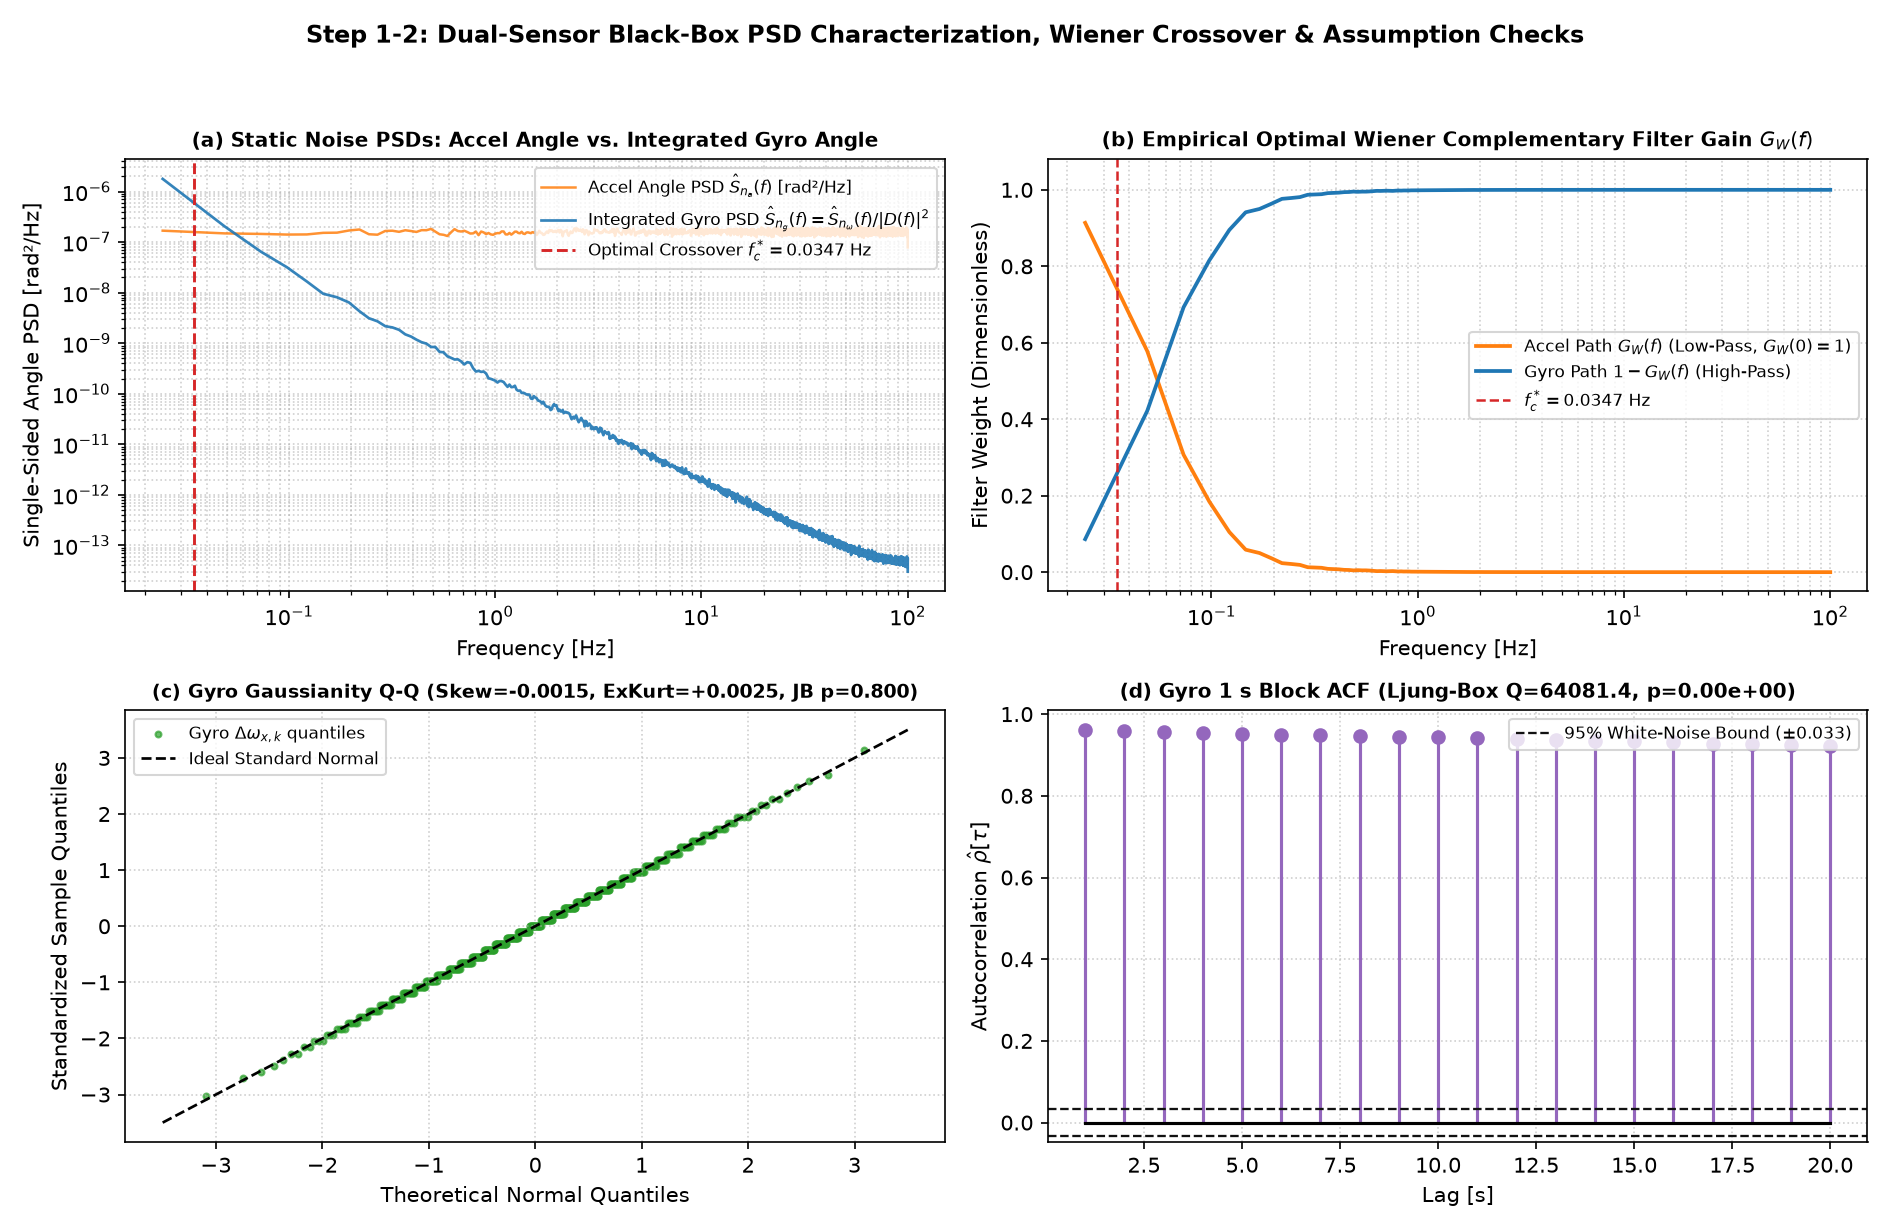 Step 1-2: Dual-Sensor Black-Box PSD Characterization, Wiener Crossover & Assumption Checks
(a) Static Noise PSDs: Accel Angle vs. Integrated Gyro Angle
Single-Sided Angle PSD [rad²/Hz]
10⁻⁶
10⁻⁷
10⁻⁸
10⁻⁹
10⁻¹⁰
10⁻¹¹
10⁻¹²
10⁻¹³
Accel Angle PSD Ŝ_{n_a}(f) [rad²/Hz]
Integrated Gyro PSD Ŝ_{n_g}(f) = Ŝ_{n_ω}(f)/|D(f)|²
Optimal Crossover f_c^* = 0.0347 Hz
10⁻¹ 10⁰ 10¹ 10²
Frequency [Hz]
(b) Empirical Optimal Wiener Complementary Filter Gain G_W(f)
Filter Weight (Dimensionless)
1.0
0.8
0.6
0.4
0.2
0.0
Accel Path G_W(f) (Low-Pass, G_W(0) = 1)
Gyro Path 1 − G_W(f) (High-Pass)
f_c^* = 0.0347 Hz
10⁻¹ 10⁰ 10¹ 10²
Frequency [Hz]
(c) Gyro Gaussianity Q-Q (Skew=-0.0015, ExKurt=+0.0025, JB p=0.800)
Standardized Sample Quantiles
3
2
1
0
−1
−2
−3
Gyro Δω_{x,k} quantiles
Ideal Standard Normal
−3 −2 −1 0 1 2 3
Theoretical Normal Quantiles
(d) Gyro 1 s Block ACF (Ljung-Box Q=64081.4, p=0.00e+00)
Autocorrelation ρ̂[τ]
1.0
0.8
0.6
0.4
0.2
0.0
95% White-Noise Bound (±0.033)
2.5 5.0 7.5 10.0 12.5 15.0 17.5 20.0
Lag [s]